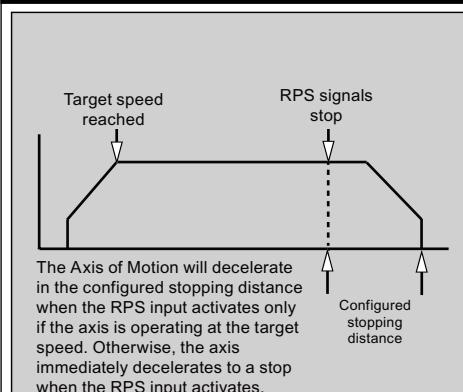 Target speed
reached
RPS signals
stop
The Axis of Motion will decelerate
in the configured stopping distance
when the RPS input activates only
if the axis is operating at the target
speed. Otherwise, the axis
immediately decelerates to a stop
when the RPS input activates.
Configured
stopping
distance